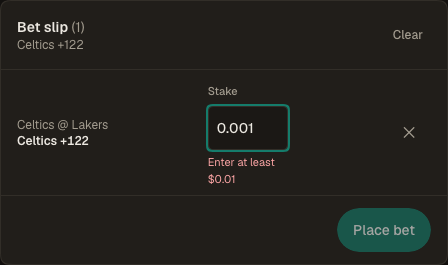 Bet slip (1)
Celtics +122
Clear
Stake
Celtics @ Lakers
Celtics +122
0.001
Enter at least
$0.01
Place bet